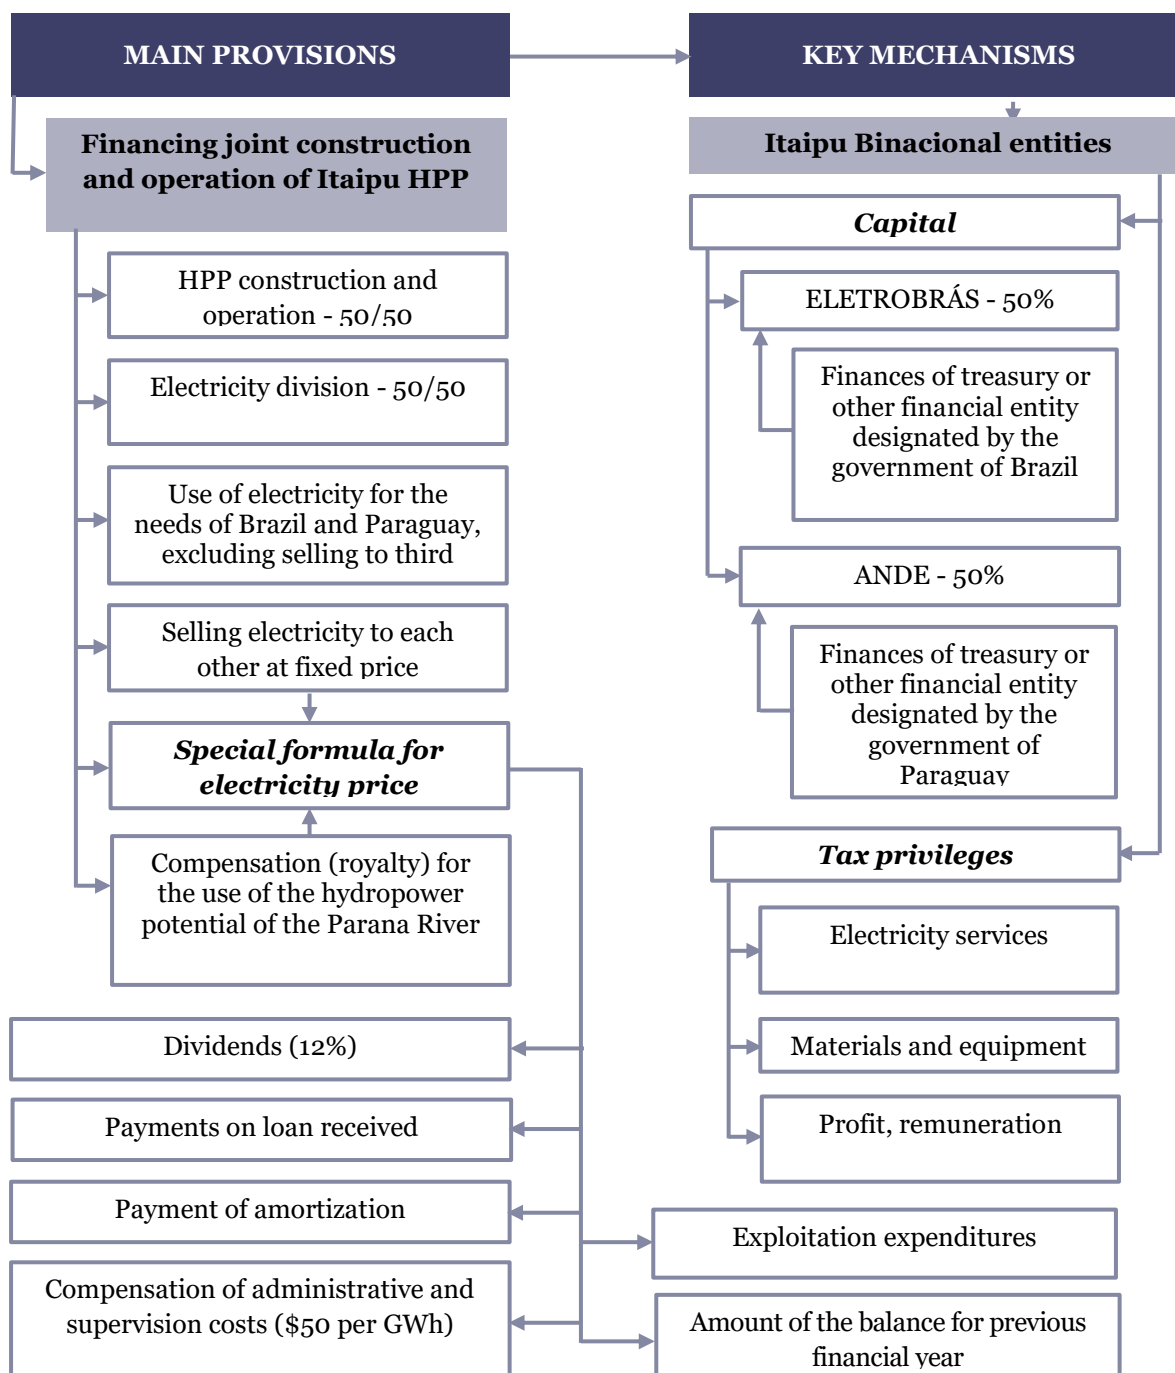 MAIN PROVISIONS
Financing joint construction
and operation of Itaipu HPP
HPP construction and
operation - 50/50
Electricity division - 50/50
Use of electricity for the
needs of Brazil and Paraguay,
excluding selling to third
Selling electricity to each
other at fixed price
Special formula for
electricity price
Compensation (royalty) for
the use of the hydropower
potential of the Parana River
Dividends (12%)
Payments on loan received
Payment of amortization
Compensation of administrative and
supervision costs ($50 per GWh)
Exploitation expenditures
Amount of the balance for previous
financial year
KEY MECHANISMS
Itaipu Binacional entities
Capital
ELETROBRÁS - 50%
Finances of treasury or
other financial entity
designated by the
government of Brazil
ANDE - 50%
Finances of treasury or
other financial entity
designated by the
government of
Paraguay
Tax privileges
Electricity services
Materials and equipment
Profit, remuneration